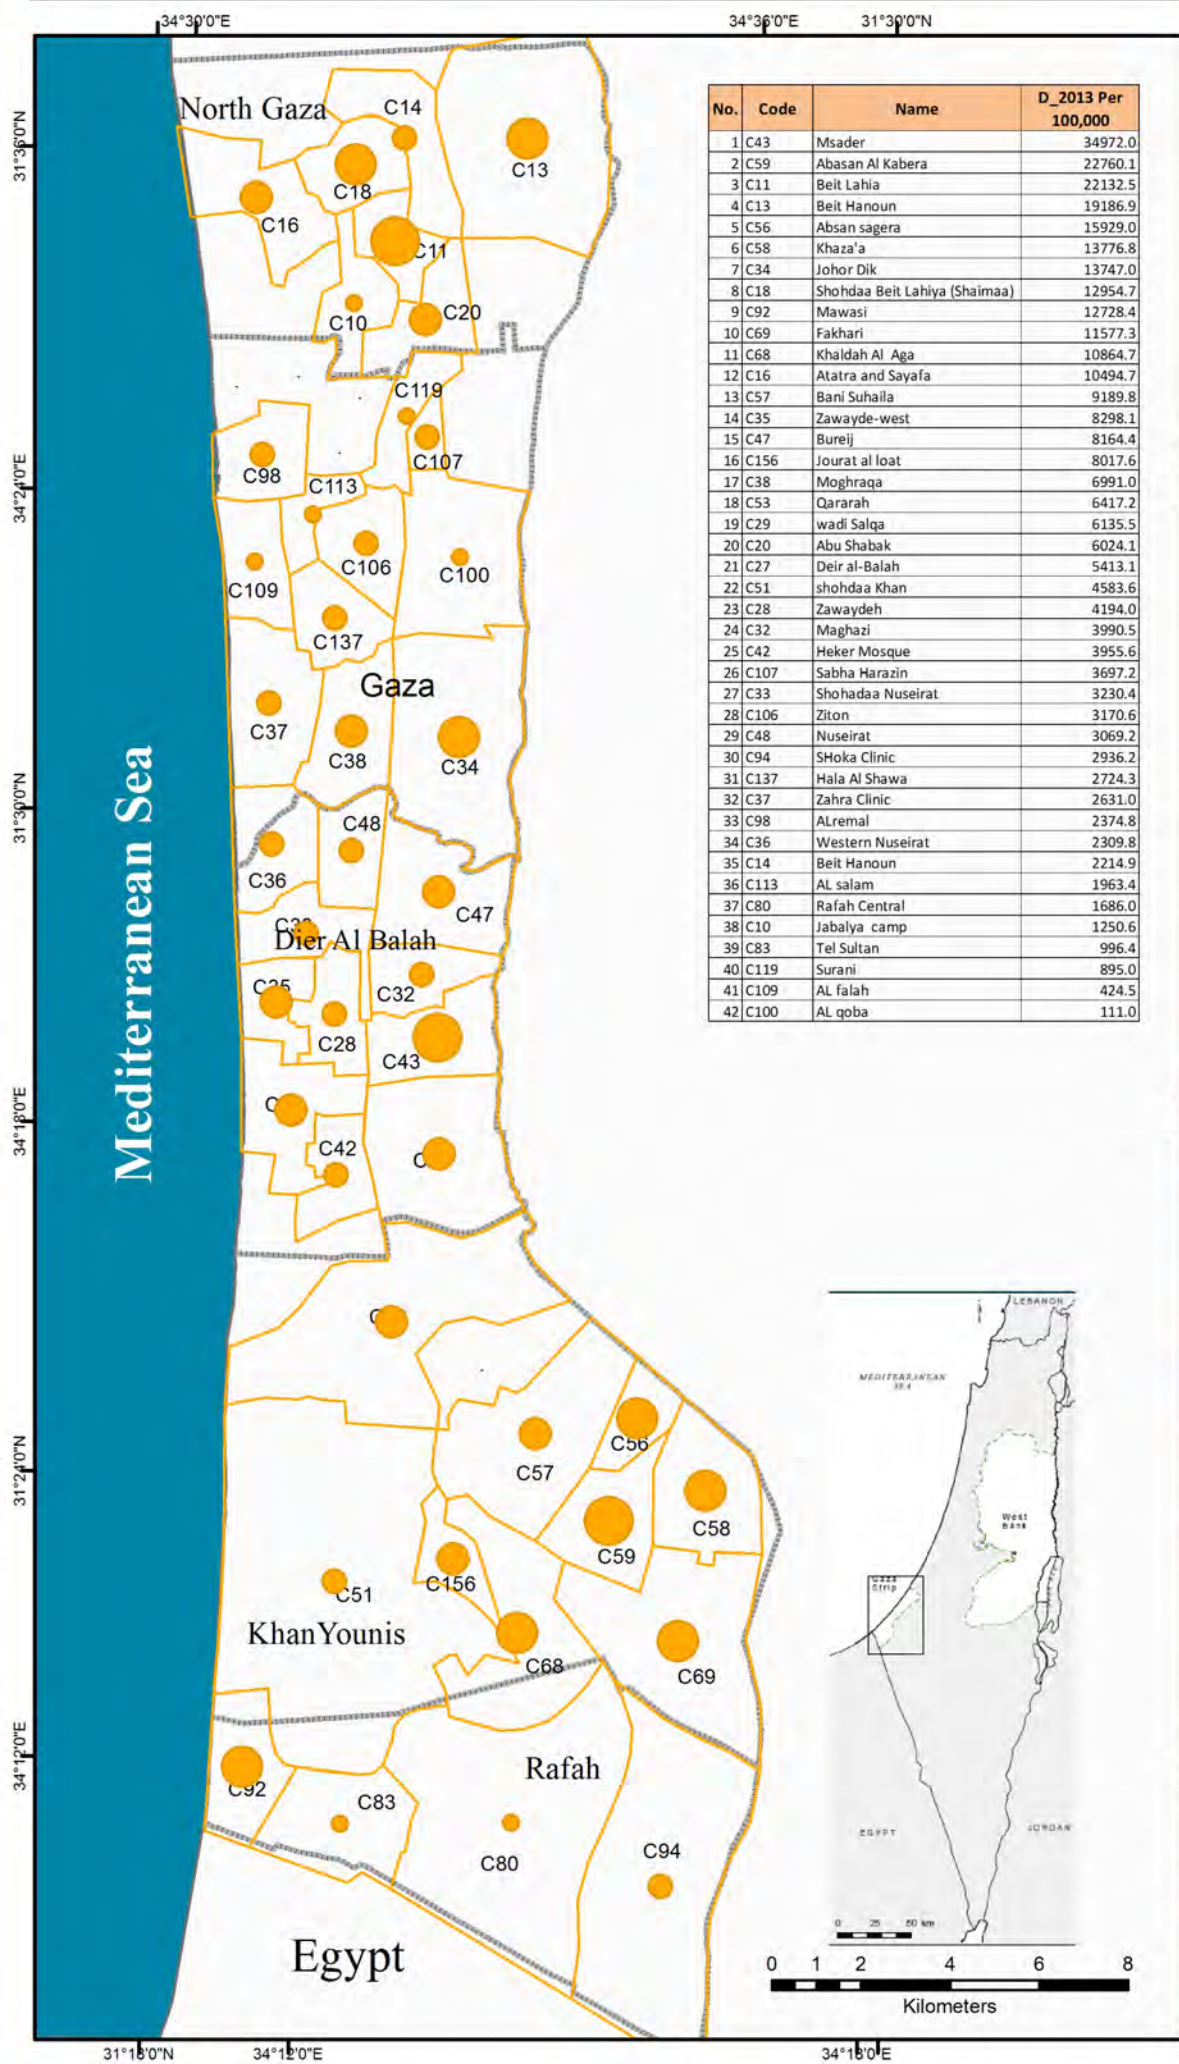 34°30'0"E
34°36'0"E
31°30'0"N
31°36'0"N
34°24'0"E
31°30'0"N
34°18'0"E
31°24'0"N
34°12'0"E
North Gaza
C14
C13
C18
C16
C11
C10
C20
C119
C107
C98
C113
C106
C100
C109
C137
Gaza
C37
C38
C34
Mediterranean Sea
C48
C36
C47
Dier Al Balah
C35
C32
C28
C43
C42
C56
C57
C58
C59
C156
C51
KhanYounis
C68
C69
Rafah
C92
C83
C80
C94
Egypt
No. Code Name D_2013 Per 100,000
1 C43 Msader 34972.0
2 C59 Abasan Al Kabera 22760.1
3 C11 Beit Lahia 22132.5
4 C13 Beit Hanoun 19186.9
5 C56 Absan sagera 15929.0
6 C58 Khaza'a 13776.8
7 C34 Johor Dik 13747.0
8 C18 Shohdaa Beit Lahiya (Shaimaa) 12954.7
9 C92 Mawasi 12728.4
10 C69 Fakhari 11577.3
11 C68 Khaldah Al Aga 10864.7
12 C16 Atatra and Sayafa 10494.7
13 C57 Bani Suhaila 9189.8
14 C35 Zawayde-west 8298.1
15 C47 Bureij 8164.4
16 C156 Jourat al loat 8017.6
17 C38 Moghraqa 6991.0
18 C53 Qararah 6417.2
19 C29 wadi Salqa 6135.5
20 C20 Abu Shabak 6024.1
21 C27 Deir al-Balah 5413.1
22 C51 shohdaa Khan 4583.6
23 C28 Zawaydeh 4194.0
24 C32 Maghazi 3990.5
25 C42 Heker Mosque 3955.6
26 C107 Sabha Harazin 3697.2
27 C33 Shohadaa Nuseirat 3230.4
28 C106 Ziton 3170.6
29 C48 Nuseirat 3069.2
30 C94 SHoka Clinic 2936.2
31 C137 Hala Al Shawa 2724.3
32 C37 Zahra Clinic 2631.0
33 C98 ALremal 2374.8
34 C36 Western Nuseirat 2309.8
35 C14 Beit Hanoun 2214.9
36 C113 AL salam 1963.4
37 C80 Rafah Central 1686.0
38 C10 Jabalya camp 1250.6
39 C83 Tel Sultan 996.4
40 C119 Surani 895.0
41 C109 AL falah 424.5
42 C100 AL qoba 111.0
LEBANON
MEDITERRANEAN
SEA
West
Bank
Gaza
Strip
EGYPT
JORDAN
0 25 50 km
0 1 2 4 6 8
Kilometers
31°18'0"N
34°12'0"E
34°18'0"E